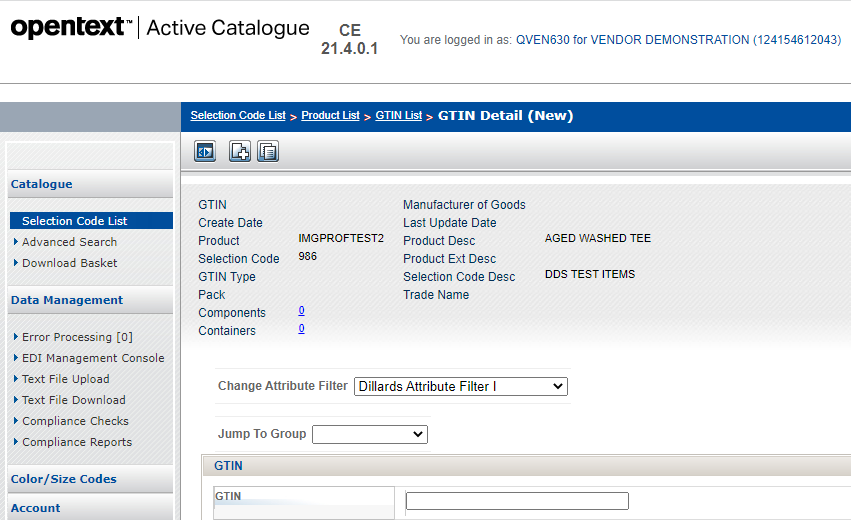 opentext™ | Active Catalogue
CE
21.4.0.1
You are logged in as: QVEN630 for VENDOR DEMONSTRATION (124154612043)
Selection Code List > Product List > GTIN List > GTIN Detail (New)
Catalogue
Selection Code List
Advanced Search
Download Basket
Data Management
Error Processing [0]
EDI Management Console
Text File Upload
Text File Download
Compliance Checks
Compliance Reports
Color/Size Codes
Account
GTIN Manufacturer of Goods
Create Date Last Update Date
Product IMGPROFTEST2 Product Desc AGED WASHED TEE
Selection Code 986 Product Ext Desc
GTIN Type Selection Code Desc DDS TEST ITEMS
Pack Trade Name
Components 0
Containers 0
Change Attribute Filter Dillards Attribute Filter I
Jump To Group
GTIN
GTIN